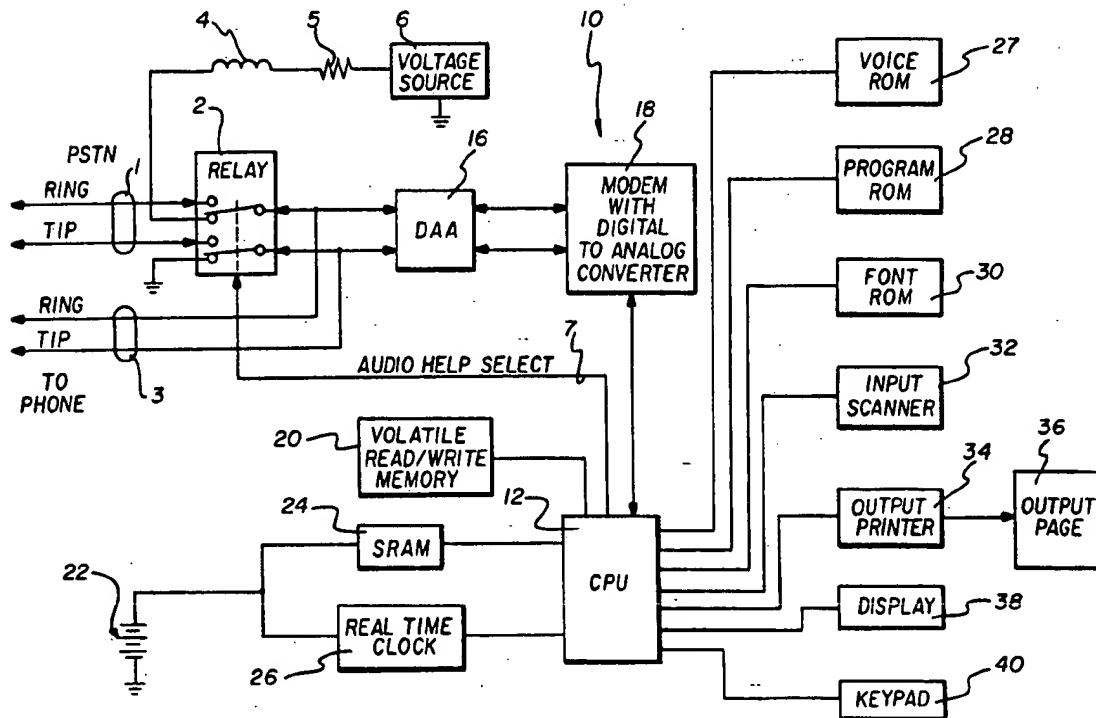 4
5
6
VOLTAGE
SOURCE
10
VOICE
ROM
27
2
PSTN
1
RELAY
RING
TIP
16
DAA
18
MODEM
WITH
DIGITAL
TO ANALOG
CONVERTER
PROGRAM
ROM
28
FONT
ROM
30
RING
TIP
TO
PHONE
3
AUDIO HELP SELECT
7
INPUT
SCANNER
32
20
VOLATILE
READ/WRITE
MEMORY
12
CPU
34
OUTPUT
PRINTER
36
OUTPUT
PAGE
24
SRAM
22
REAL TIME
CLOCK
26
DISPLAY
38
KEYPAD
40